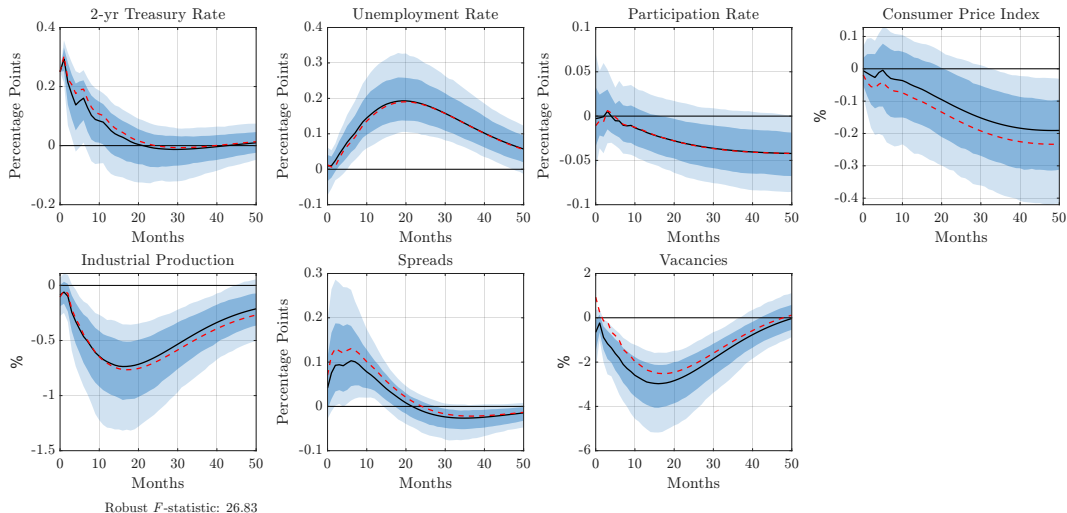 2-yr Treasury Rate
Percentage Points
0.4
0.2
0
-0.2
0 10 20 30 40 50
Months
Unemployment Rate
Percentage Points
0.4
0.3
0.2
0.1
0
-0.1
0 10 20 30 40 50
Months
Participation Rate
Percentage Points
0.1
0.05
0
-0.05
-0.1
0 10 20 30 40 50
Months
Consumer Price Index
%
0.1
0
-0.1
-0.2
-0.3
-0.4
0 10 20 30 40 50
Months
Industrial Production
%
0
-0.5
-1
-1.5
0 10 20 30 40 50
Months
Spreads
Percentage Points
0.3
0.2
0.1
0
-0.1
0 10 20 30 40 50
Months
Vacancies
%
2
0
-2
-4
-6
0 10 20 30 40 50
Months
Robust F-statistic: 26.83